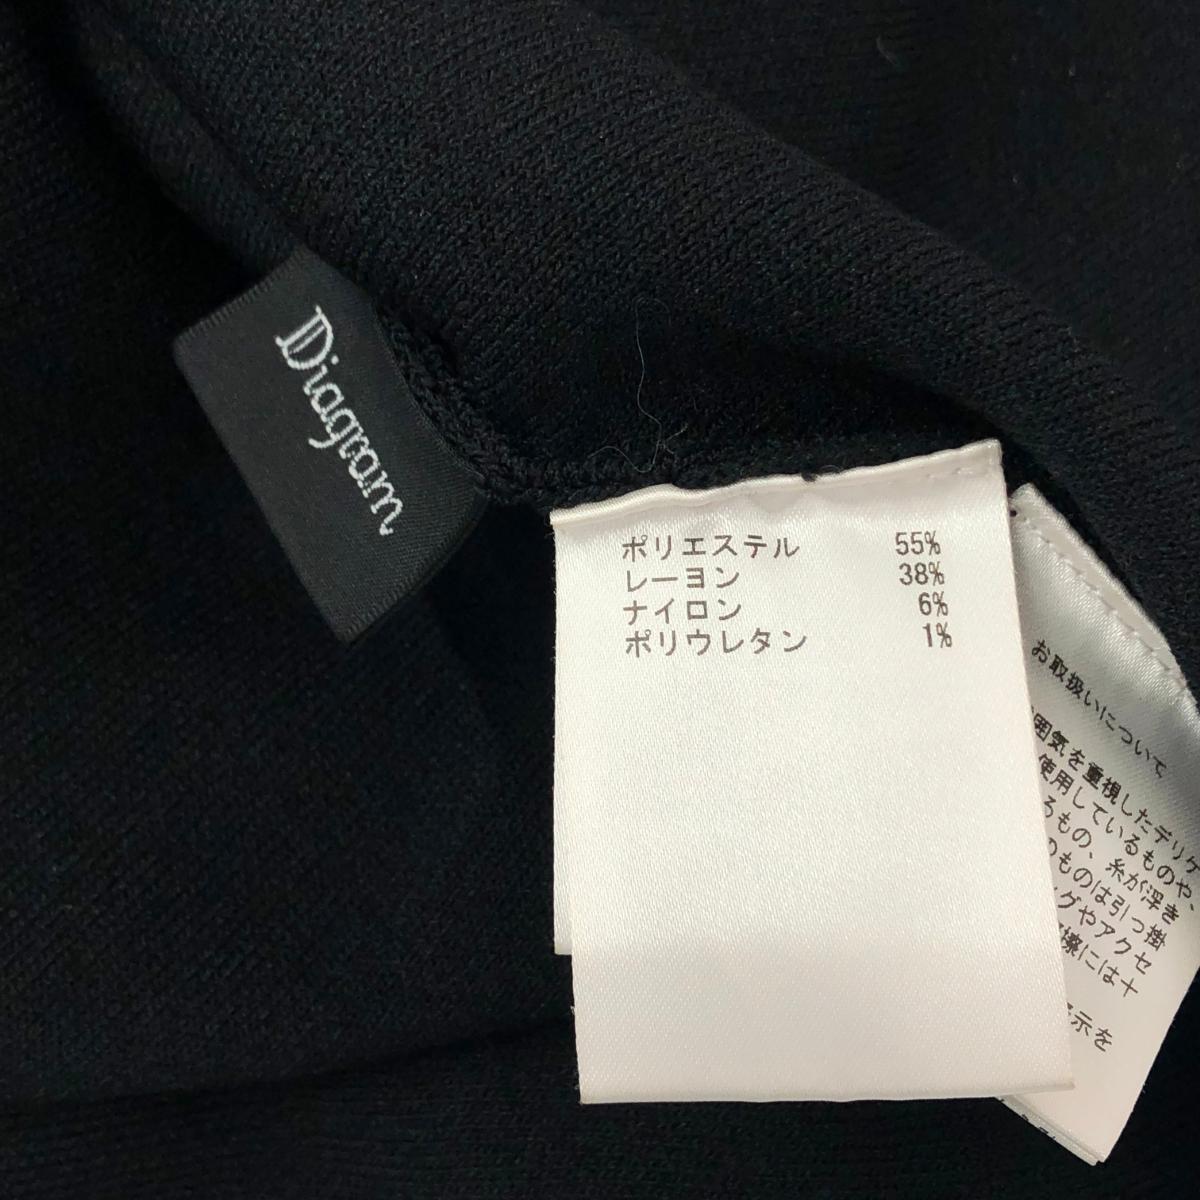 Diagram
ポリエステル 55%
レーヨン 38%
ナイロン 6%
ポリウレタン 1%
お取扱いについて
囲気を重視したデリケ
使用しているものや、
るもの、糸が浮き
のものは引っ掛
グやアクセ
擦には十
示を